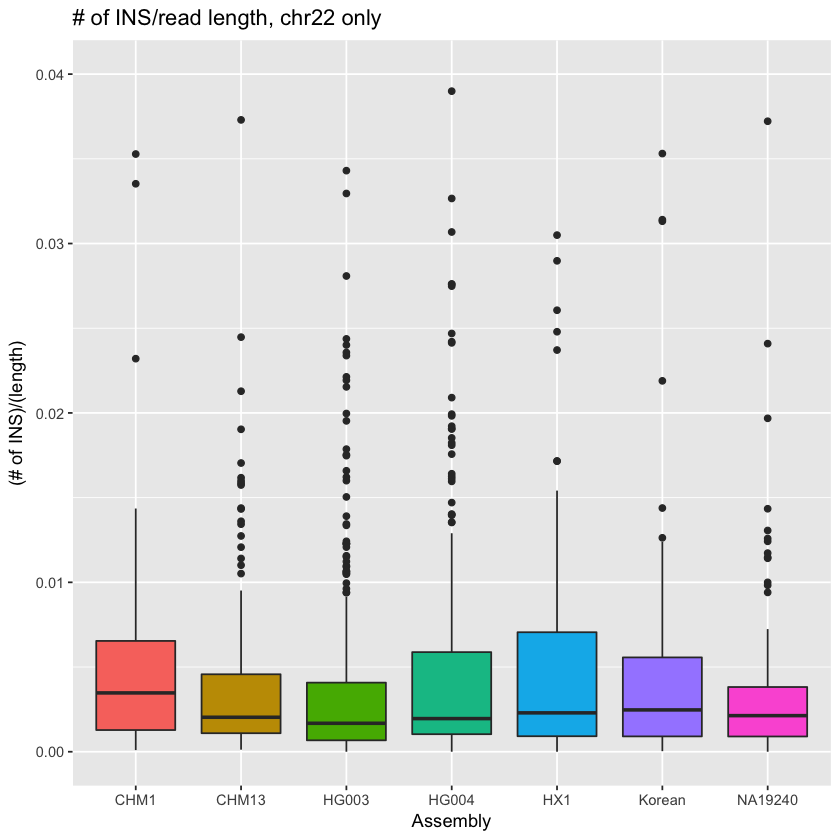 # of INS/read length, chr22 only
(# of INS)/(length)
0.04
0.03
0.02
0.01
0.00
CHM1 CHM13 HG003 HG004 HX1 Korean NA19240
Assembly